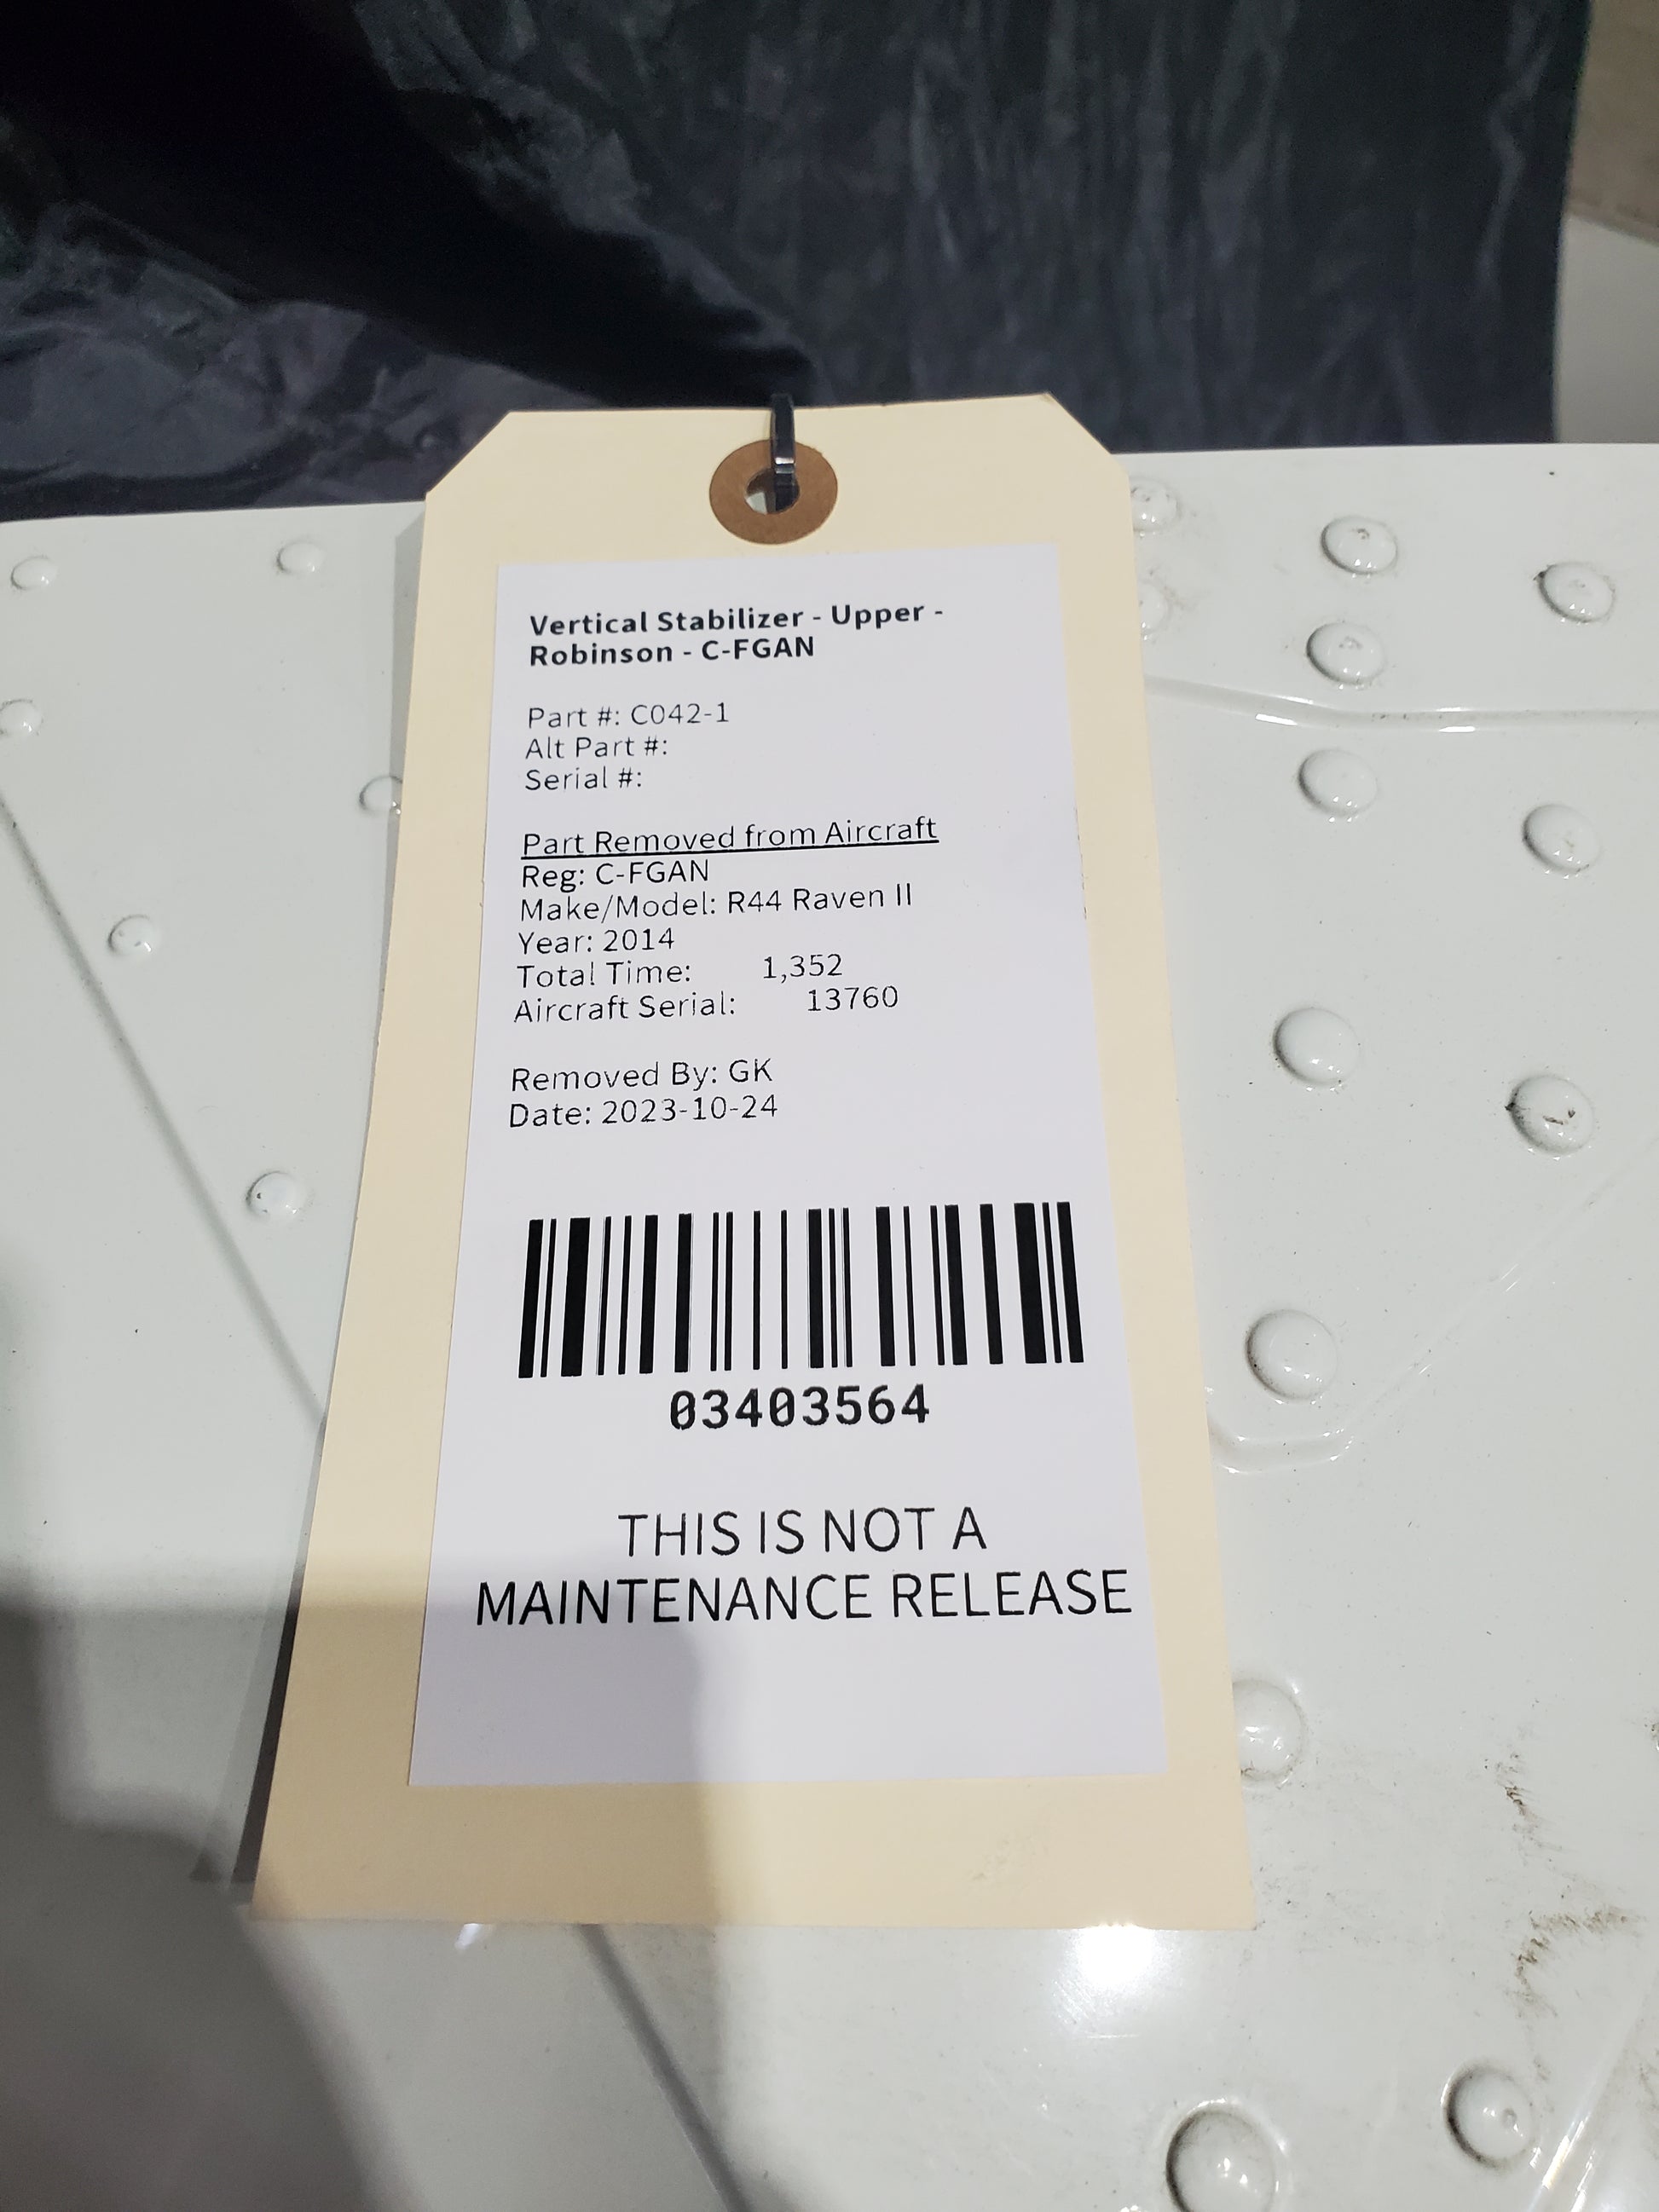 Vertical Stabilizer - Upper -
Robinson - C-FGAN
Part #: C042-1
Alt Part #:
Serial #:
Part Removed from Aircraft
Reg: C-FGAN
Make/Model: R44 Raven II
Year: 2014
Total Time: 1,352
Aircraft Serial: 13760
Removed By: GK
Date: 2023-10-24
03403564
THIS IS NOT A
MAINTENANCE RELEASE